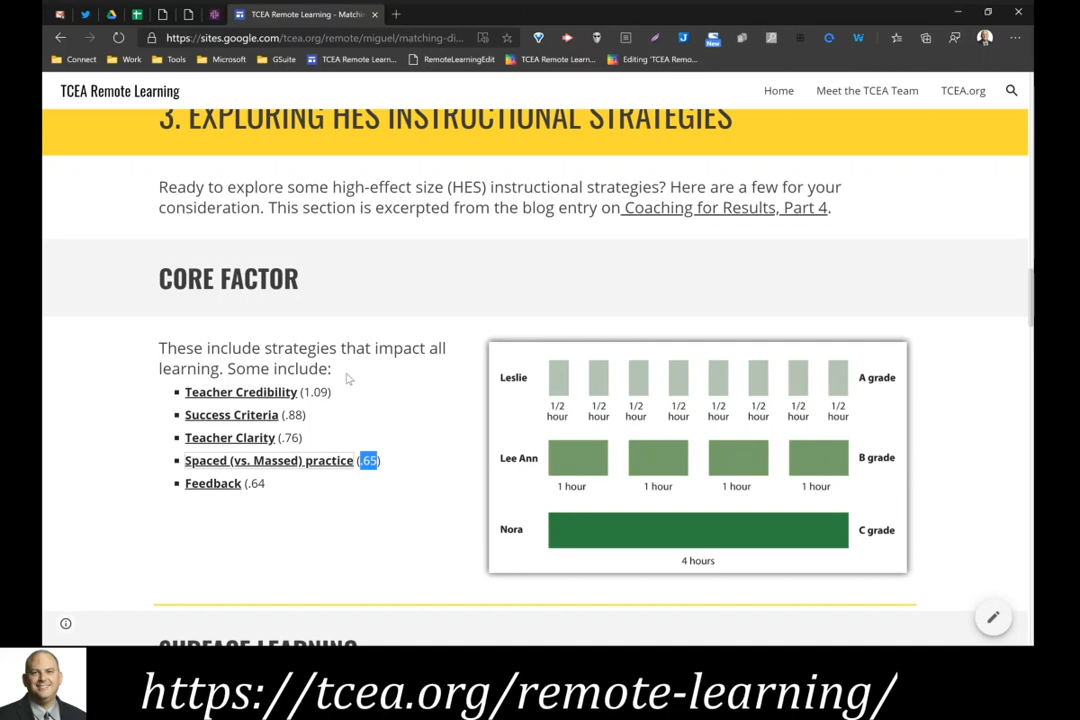 TCEA Remote Learning - Matchin
https://sites.google.com/tcea.org/remote/miguel/matching-di...
New
Connect Work Tools Microsoft GSuite TCEA Remote Learn... RemoteLearningEdit TCEA Remote Learn... Editing 'TCEA Remo...
TCEA Remote Learning
Home Meet the TCEA Team TCEA.org
3. EXPLORING HES INSTRUCTIONAL STRATEGIES
Ready to explore some high-effect size (HES) instructional strategies? Here are a few for your
consideration. This section is excerpted from the blog entry on Coaching for Results, Part 4.
CORE FACTOR
These include strategies that impact all
learning. Some include:
Teacher Credibility (1.09)
Success Criteria (.88)
Teacher Clarity (.76)
Spaced (vs. Massed) practice (.65)
Feedback (.64
Leslie A grade
1/2 1/2 1/2 1/2 1/2 1/2 1/2 1/2
hour hour hour hour hour hour hour hour
Lee Ann B grade
1 hour 1 hour 1 hour 1 hour
Nora C grade
4 hours
SURFACE LEARNING
https://tcea.org/remote-learning/